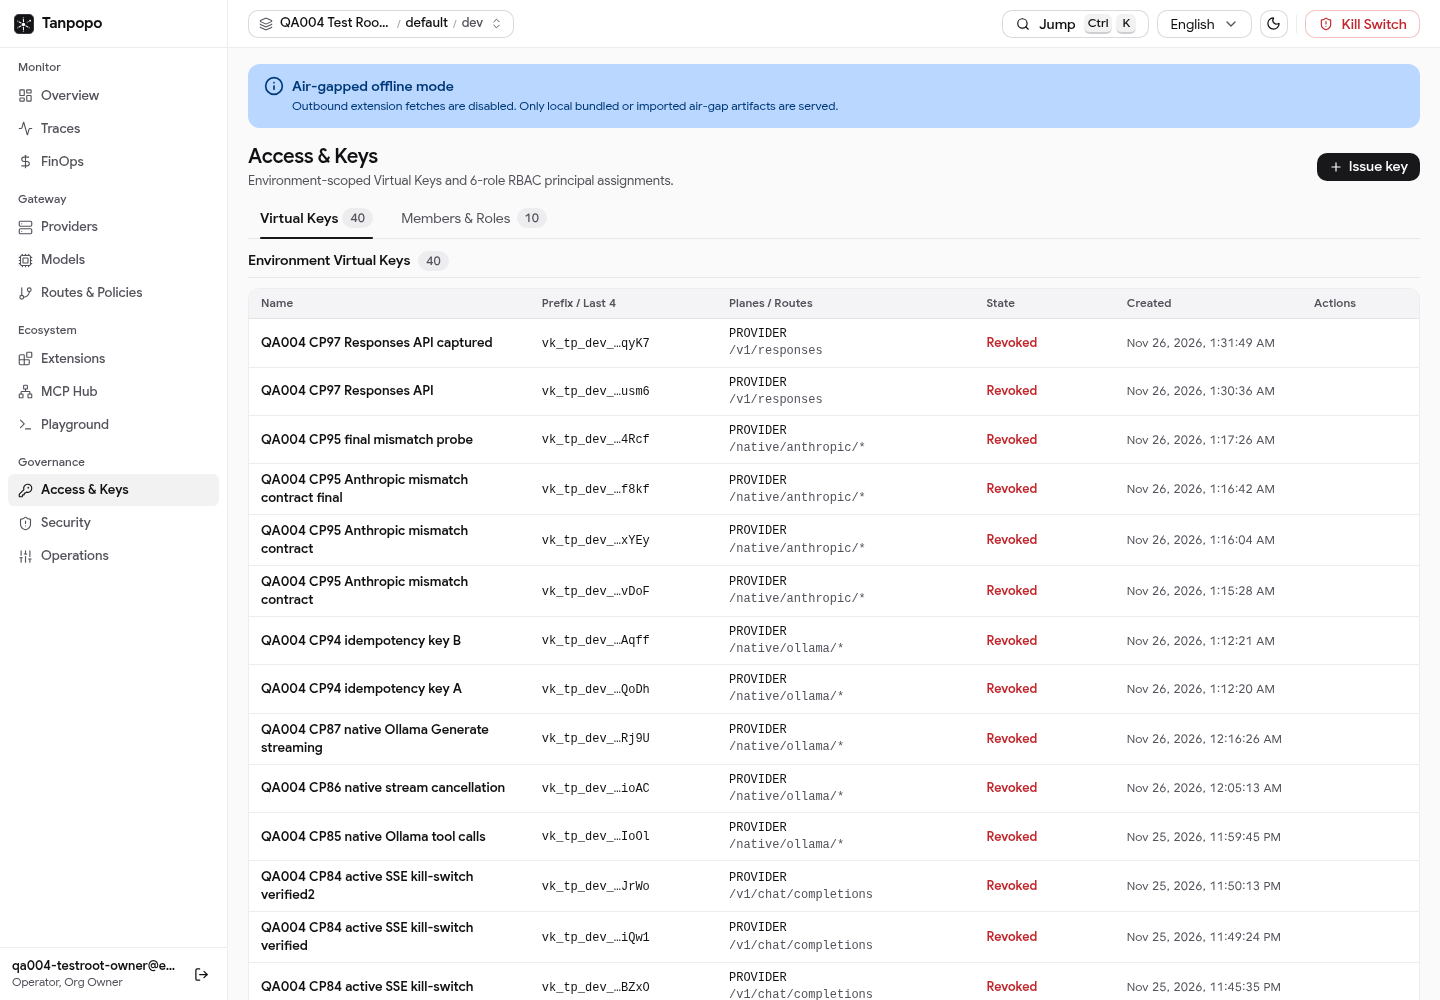 Tanpopo
QA004 Test Roo... / default / dev
Jump Ctrl K
English
Kill Switch
Monitor
Overview
Traces
FinOps
Gateway
Providers
Models
Routes & Policies
Ecosystem
Extensions
MCP Hub
Playground
Governance
Access & Keys
Security
Operations
qa004-testroot-owner@e...
Operator, Org Owner
Air-gapped offline mode
Outbound extension fetches are disabled. Only local bundled or imported air-gap artifacts are served.
Access & Keys
Environment-scoped Virtual Keys and 6-role RBAC principal assignments.
Issue key
Virtual Keys 40 Members & Roles 10
Environment Virtual Keys 40
Name Prefix / Last 4 Planes / Routes State Created Actions
QA004 CP97 Responses API captured vk_tp_dev_…qyK7 PROVIDER Revoked Nov 26, 2026, 1:31:49 AM
/v1/responses
QA004 CP97 Responses API vk_tp_dev_…usm6 PROVIDER Revoked Nov 26, 2026, 1:30:36 AM
/v1/responses
QA004 CP95 final mismatch probe vk_tp_dev_…4Rcf PROVIDER Revoked Nov 26, 2026, 1:17:26 AM
/native/anthropic/*
QA004 CP95 Anthropic mismatch vk_tp_dev_…f8kf PROVIDER Revoked Nov 26, 2026, 1:16:42 AM
contract final /native/anthropic/*
QA004 CP95 Anthropic mismatch vk_tp_dev_…xYEy PROVIDER Revoked Nov 26, 2026, 1:16:04 AM
contract /native/anthropic/*
QA004 CP95 Anthropic mismatch vk_tp_dev_…vDoF PROVIDER Revoked Nov 26, 2026, 1:15:28 AM
contract /native/anthropic/*
QA004 CP94 idempotency key B vk_tp_dev_…Aqff PROVIDER Revoked Nov 26, 2026, 1:12:21 AM
/native/ollama/*
QA004 CP94 idempotency key A vk_tp_dev_…QoDh PROVIDER Revoked Nov 26, 2026, 1:12:20 AM
/native/ollama/*
QA004 CP87 native Ollama Generate vk_tp_dev_…Rj9U PROVIDER Revoked Nov 26, 2026, 12:16:26 AM
streaming /native/ollama/*
QA004 CP86 native stream cancellation vk_tp_dev_…ioAC PROVIDER Revoked Nov 26, 2026, 12:05:13 AM
/native/ollama/*
QA004 CP85 native Ollama tool calls vk_tp_dev_…IoOl PROVIDER Revoked Nov 25, 2026, 11:59:45 PM
/native/ollama/*
QA004 CP84 active SSE kill-switch vk_tp_dev_…JrWo PROVIDER Revoked Nov 25, 2026, 11:50:13 PM
verified2 /v1/chat/completions
QA004 CP84 active SSE kill-switch vk_tp_dev_…iQw1 PROVIDER Revoked Nov 25, 2026, 11:49:24 PM
verified /v1/chat/completions
QA004 CP84 active SSE kill-switch vk_tp_dev_…BZxO PROVIDER Revoked Nov 25, 2026, 11:45:35 PM
/v1/chat/completions